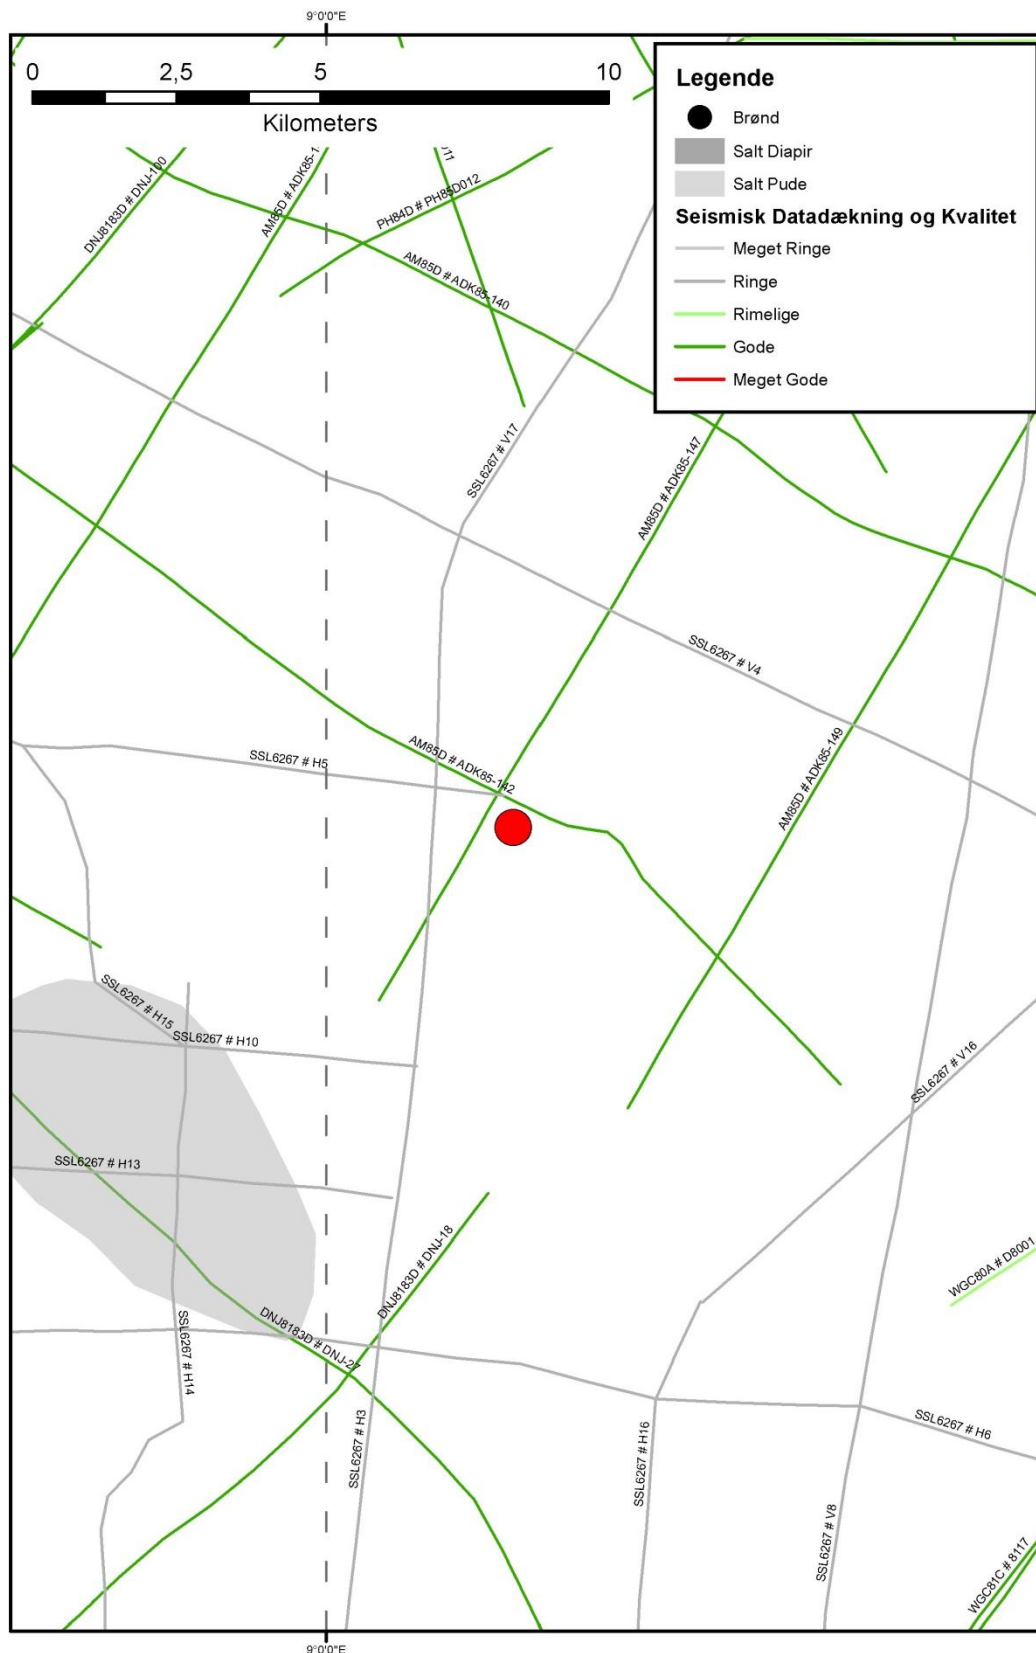 9°0'0"E
0 2,5 5 10
Kilometers
Legende
Brønd
Salt Diapir
Salt Pude
Seismisk Datadækning og Kvalitet
Meget Ringe
Ringe
Rimelige
Gode
Meget Gode
DNJ8183D # DNJ-100
AM85D # ADK85-1
PH84D # PH85D012
AM85D # ADK85-140
SSL6267 # V17
AM85D # ADK85-147
SSL6267 # V4
SSL6267 # H5
AM85D # ADK85-142
AM85D # ADK85-149
SSL6267 # H15
SSL6267 # H10
SSL6267 # V16
SSL6267 # H13
DNJ8183D # DNJ-18
WGC80A # D8001
DNJ8183D # DNJ-27
SSL6267 # H14
SSL6267 # H3
SSL6267 # H16
SSL6267 # H6
SSL6267 # V8
WGC81C # 8117
9°0'0"E